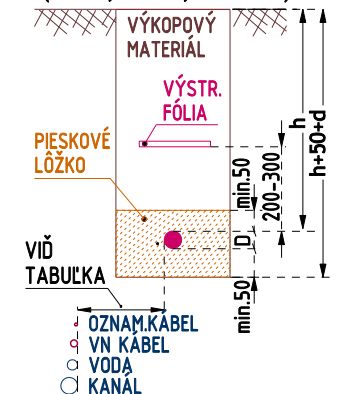 VÝKOPOVÝ
MATERIÁL
VÝSTR.
FÓLIA
PIESKOVÉ
LÔŽKO
min.50
200-300
h
h+50+d
D
min.50
VIĎ
TABUĽKA
OZNAM.KÁBEL
VN KÁBEL
VODA
KANÁL